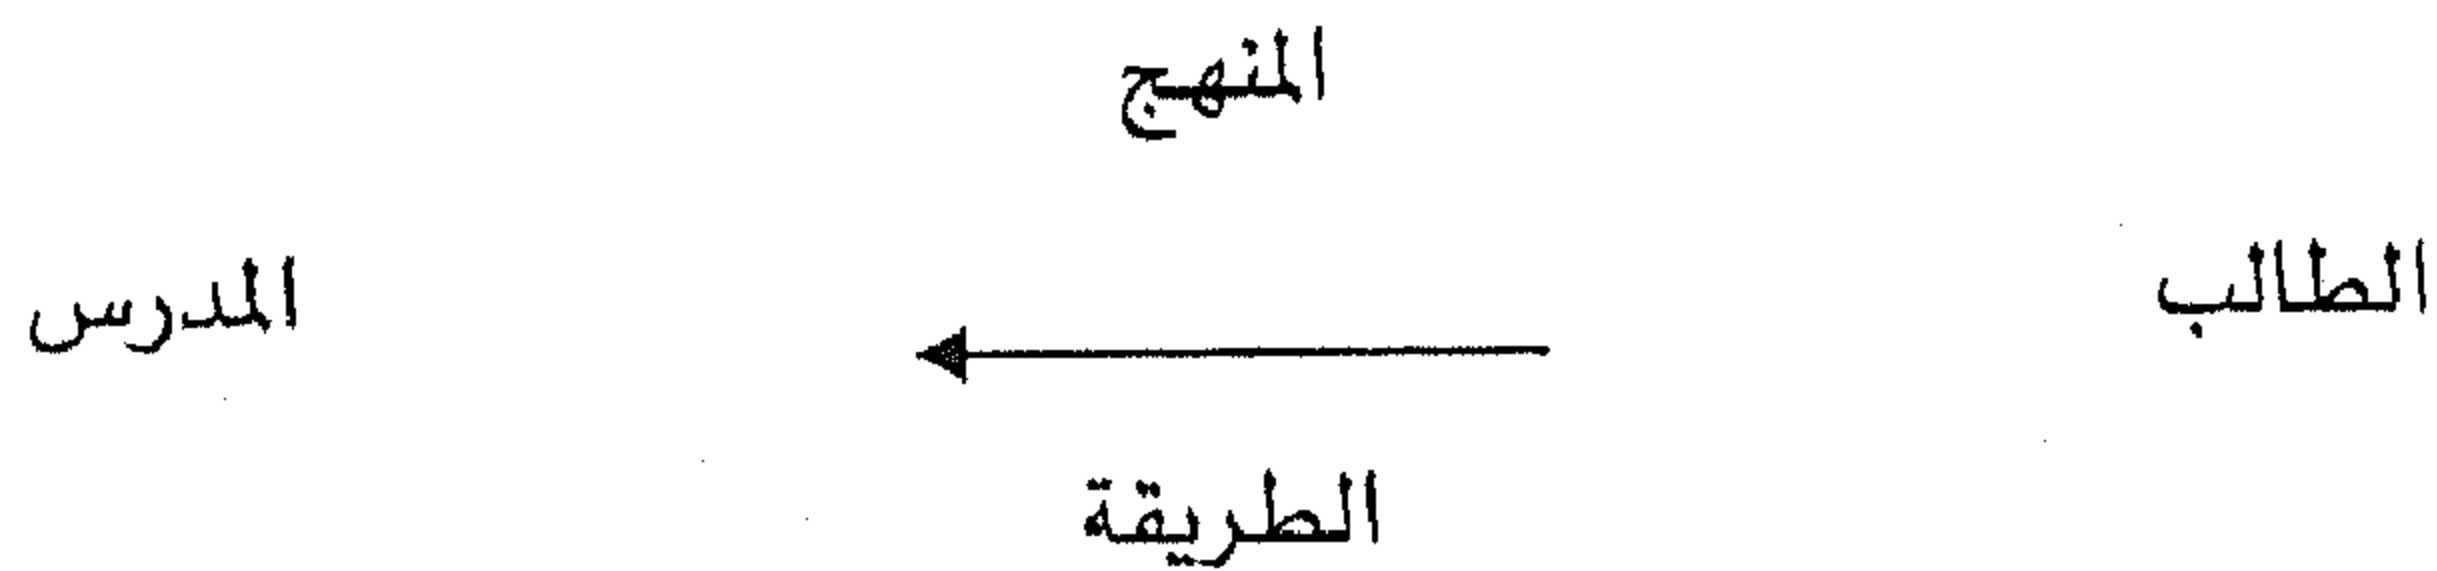 المنهج
الطالب
المدرس
الطريقة